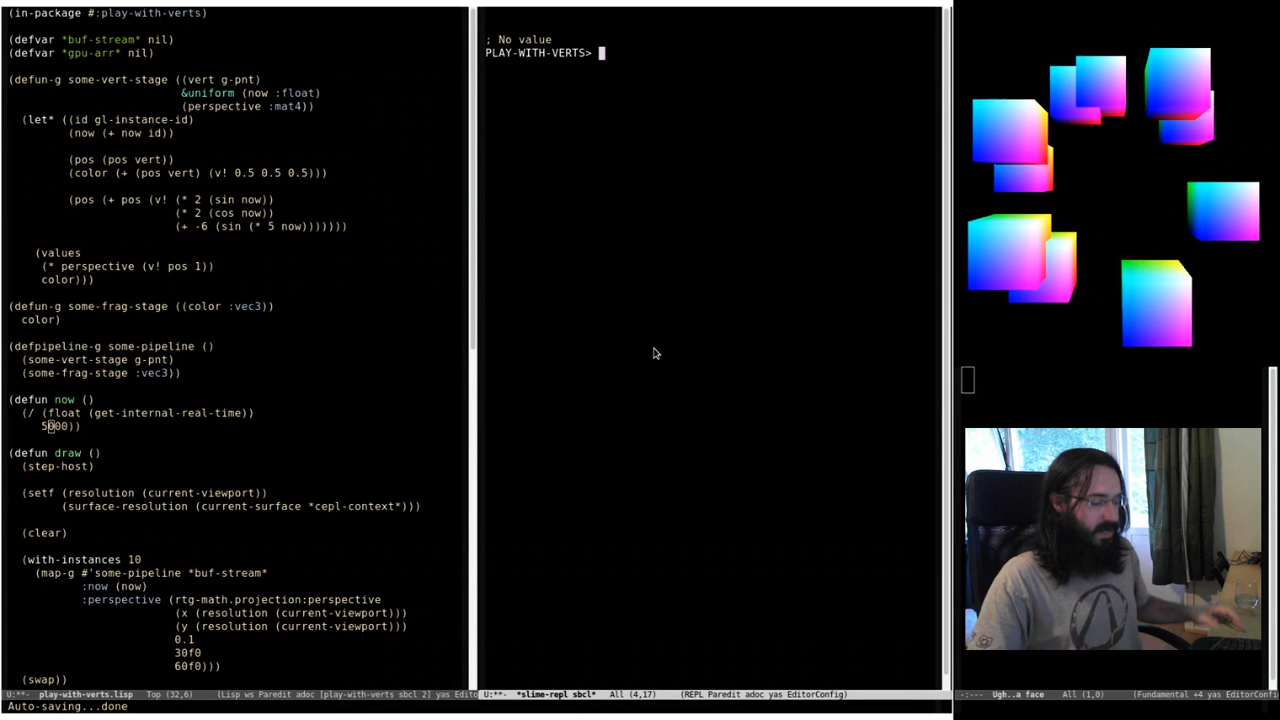 (in-package #:play-with-verts)
(defvar *buf-stream* nil)
(defvar *gpu-arr* nil)
(defun-g some-vert-stage ((vert g-pnt)
&uniform (now :float)
(perspective :mat4))
(let* ((id gl-instance-id)
(now (+ now id))
(pos (pos vert))
(color (+ (pos vert) (v! 0.5 0.5 0.5)))
(pos (+ pos (v! (* 2 (sin now))
(* 2 (cos now))
(+ -6 (sin (* 5 now)))))))
(values
(* perspective (v! pos 1))
color)))
(defun-g some-frag-stage ((color :vec3))
color)
(defpipeline-g some-pipeline ()
(some-vert-stage g-pnt)
(some-frag-stage :vec3))
(defun now ()
(/ (float (get-internal-real-time))
5000))
(defun draw ()
(step-host)
(setf (resolution (current-viewport))
(surface-resolution (current-surface *cepl-context*)))
(clear)
(with-instances 10
(map-g #'some-pipeline *buf-stream*
:now (now)
:perspective (rtg-math.projection:perspective
(x (resolution (current-viewport)))
(y (resolution (current-viewport)))
0.1
30f0
60f0)))
(swap))
U:**- play-with-verts.lisp Top (32,6) (Lisp ws Paredit adoc [play-with-verts sbcl 2] yas Edito
Auto-saving...done
; No value
PLAY-WITH-VERTS>
U:**- *slime-repl sbcl* All (4,17) (REPL Paredit adoc EditorConfig)
-:--- Ugh..a face All (1,0) (Fundamental +4 yas EditorConfi